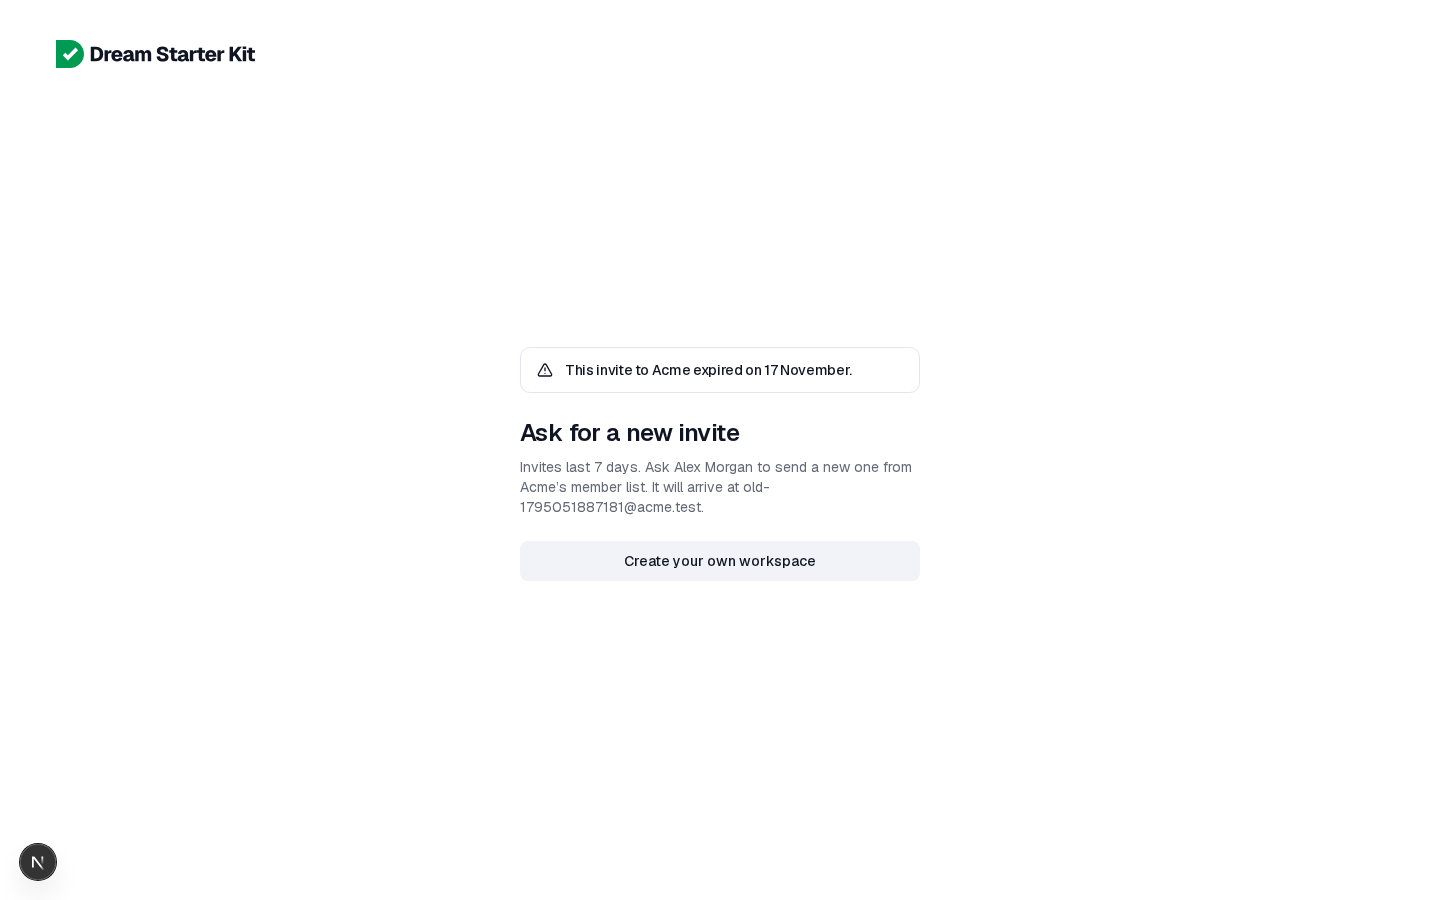 Dream Starter Kit
This invite to Acme expired on 17 November.
Ask for a new invite
Invites last 7 days. Ask Alex Morgan to send a new one from
Acme's member list. It will arrive at old-
1795051887181@acme.test.
Create your own workspace
N